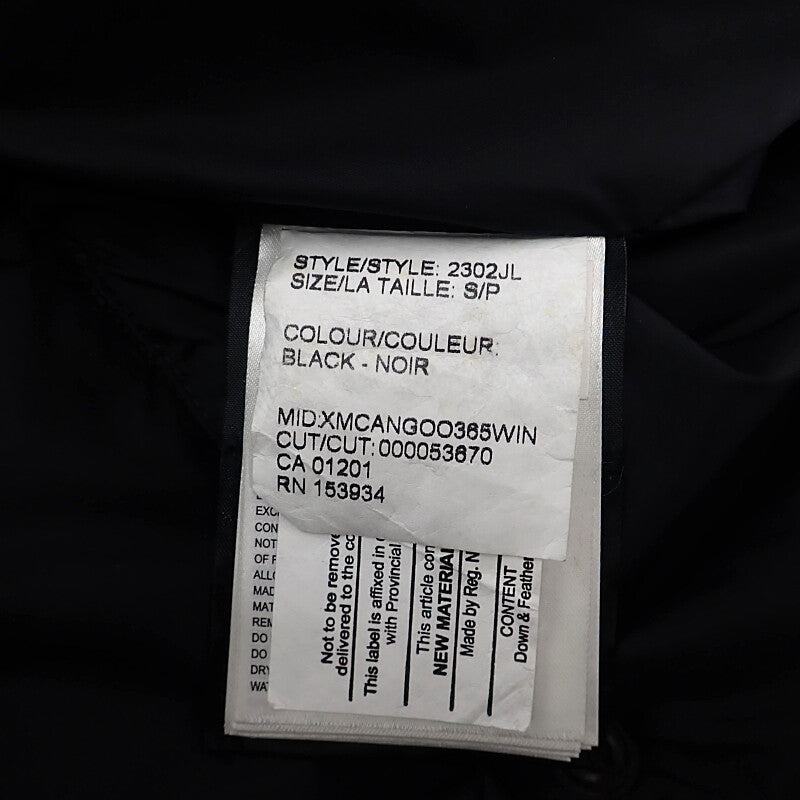 STYLE/STYLE: 2302JL
SIZE/LA TAILLE: S/P
COLOUR/COULEUR:
BLACK - NOIR
MID:XMCANGOO365WIN
CUT/CUT: 000053670
CA 01201
RN 153934
EXC
CON
NOT
OF
ALL
MAD
MAT
REM
DO
DO
DRY
WA
Not to be remove
delivered to the co
This label is affixed in
with Provincial
This article con
NEW MATERIAL
Made by Reg. N
CONTENT
Down & Feather